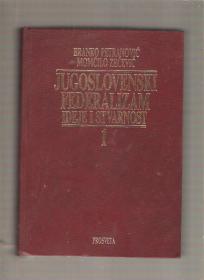 BRANKO PETRANOVIĆ
MOMČILO ZEČEVIĆ
JUGOSLOVENSKI
FEDERALIZAM
IDEJE I STVARNOST
1
PROSVETA